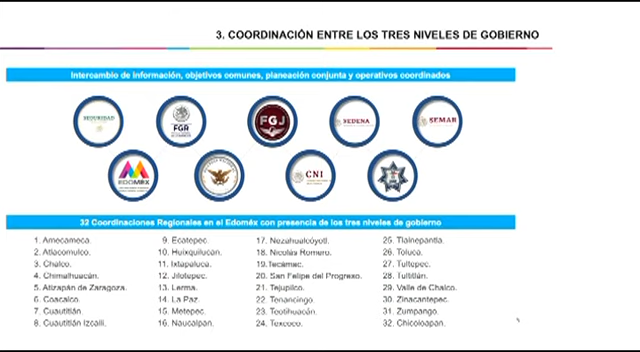 3. COORDINACIÓN ENTRE LOS TRES NIVELES DE GOBIERNO
Intercambio de información, objetivos comunes, planeación conjunta y operativos coordinados
SEGURIDAD
FGR
FGJ
SEDENA
SEMAR
EDOMÉX
CNI
32 Coordinaciones Regionales en el Edoméx con presencia de los tres niveles de gobierno
1. Amecameca.
2. Atlacomulco.
3. Chalco.
4. Chimalhuacán.
5. Atizapán de Zaragoza.
6. Coacalco.
7. Cuautitlán
8. Cuautitlán Izcalli.
9. Ecatepec.
10. Huixquilucan.
11. Ixtapaluca.
12. Jilotepec.
13. Lerma.
14. La Paz.
15. Metepec.
16. Naucalpan.
17. Nezahualcóyotl.
18. Nicolás Romero.
19.Tecámac.
20. San Felipe del Progreso.
21. Tejupilco.
22. Tenancingo.
23. Teotihuacán.
24. Texcoco.
25. Tlalnepantla.
26. Toluca.
27. Tultepec.
28. Tultitlán.
29. Valle de Chalco.
30. Zinacantepec.
31. Zumpango.
32. Chicoloapan.